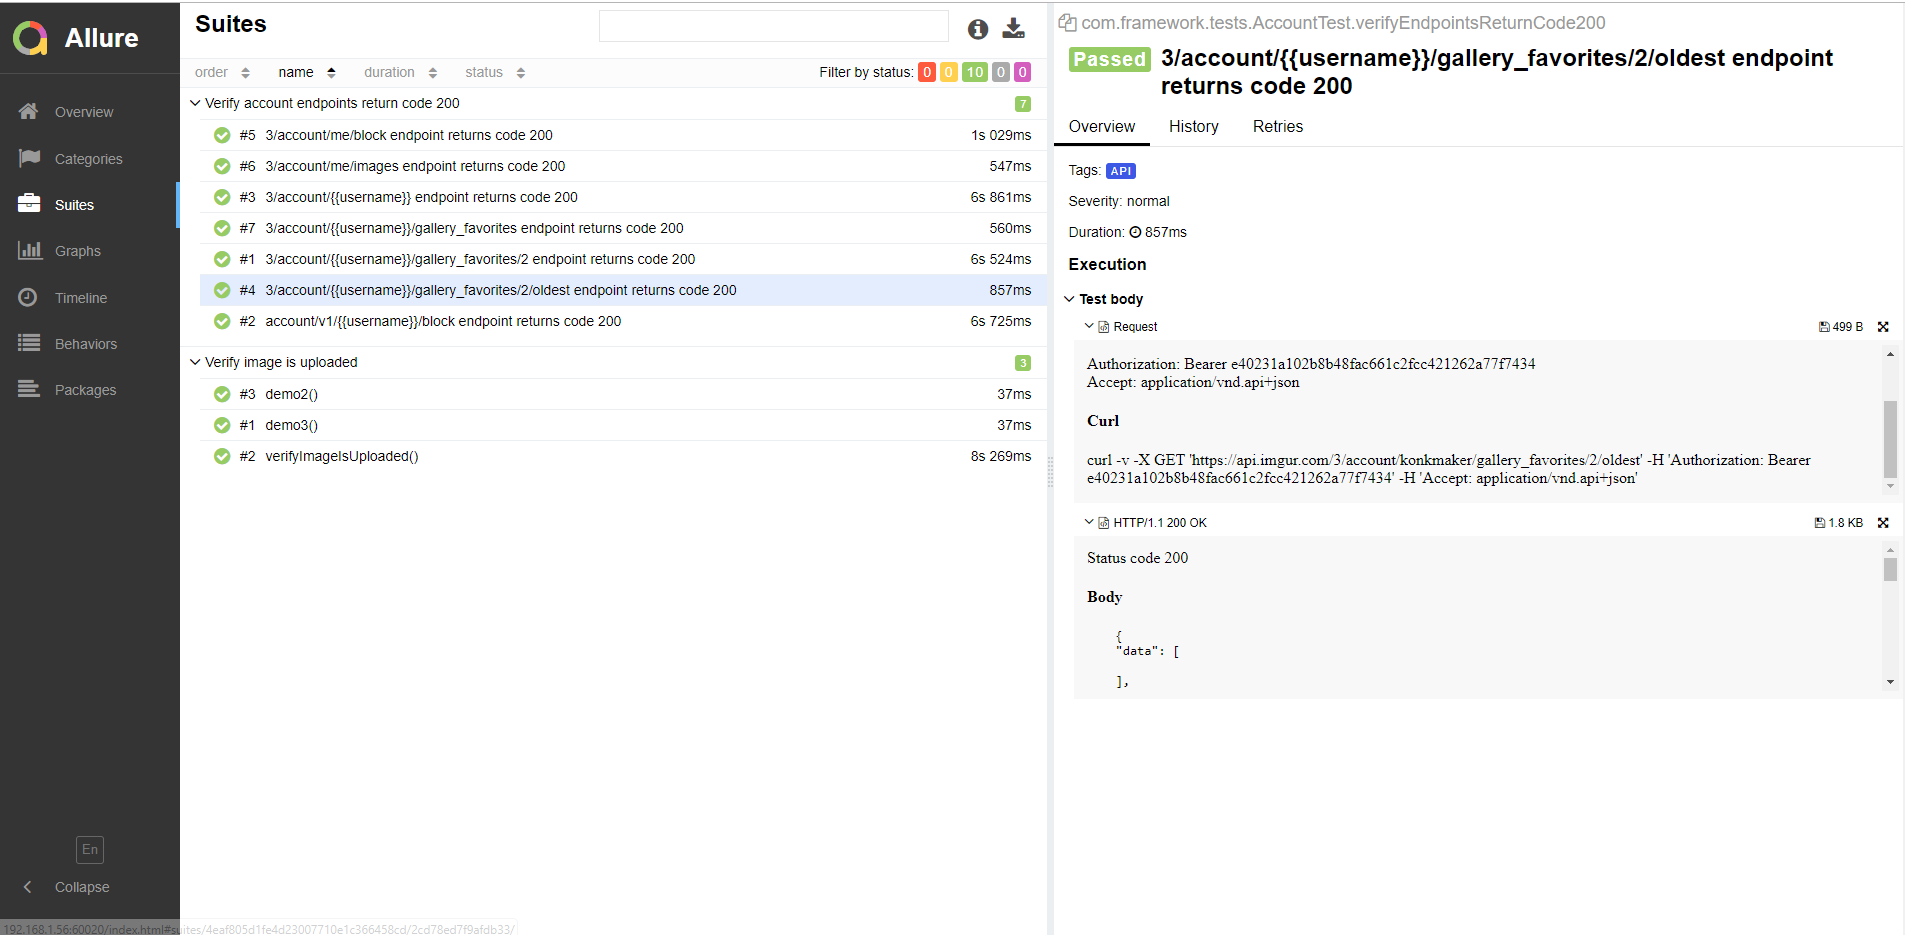 Allure
Overview
Categories
Suites
Graphs
Timeline
Behaviors
Packages
En
Collapse
Suites
order name duration status Filter by status: 0 0 10 0 0
Verify account endpoints return code 200 7
#5 3/account/me/block endpoint returns code 200 1s 029ms
#6 3/account/me/images endpoint returns code 200 547ms
#3 3/account/{{username}} endpoint returns code 200 6s 861ms
#7 3/account/{{username}}/gallery_favorites endpoint returns code 200 560ms
#1 3/account/{{username}}/gallery_favorites/2 endpoint returns code 200 6s 524ms
#4 3/account/{{username}}/gallery_favorites/2/oldest endpoint returns code 200 857ms
#2 account/v1/{{username}}/block endpoint returns code 200 6s 725ms
Verify image is uploaded 3
#3 demo2() 37ms
#1 demo3() 37ms
#2 verifyImageIsUploaded() 8s 269ms
com.framework.tests.AccountTest.verifyEndpointsReturnCode200
Passed 3/account/{{username}}/gallery_favorites/2/oldest endpoint
returns code 200
Overview History Retries
Tags: API
Severity: normal
Duration: 857ms
Execution
Test body
Request 499 B
Authorization: Bearer e40231a102b8b48fac661c2fcc421262a77f7434
Accept: application/vnd.api+json
Curl
curl -v -X GET 'https://api.imgur.com/3/account/konkmaker/gallery_favorites/2/oldest' -H 'Authorization: Bearer
e40231a102b8b48fac661c2fcc421262a77f7434' -H 'Accept: application/vnd.api+json'
HTTP/1.1 200 OK 1.8 KB
Status code 200
Body
{
"data": [
],
192.168.1.56:60020/index.html#suites/4eaf805d1fe4d23007710e1c366458cd/2cd78ed7f9afdb33/